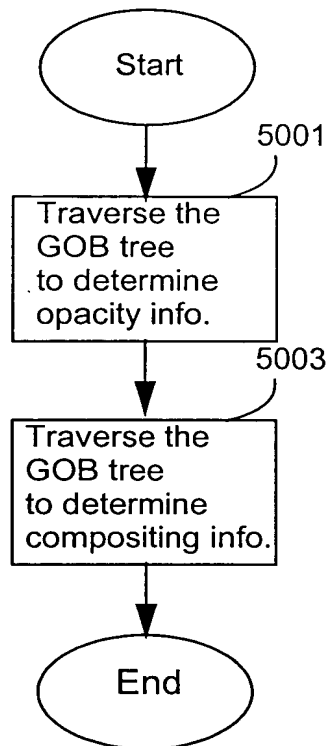 Start
5001
Traverse the
GOB tree
to determine
opacity info.
5003
Traverse the
GOB tree
to determine
compositing info.
End